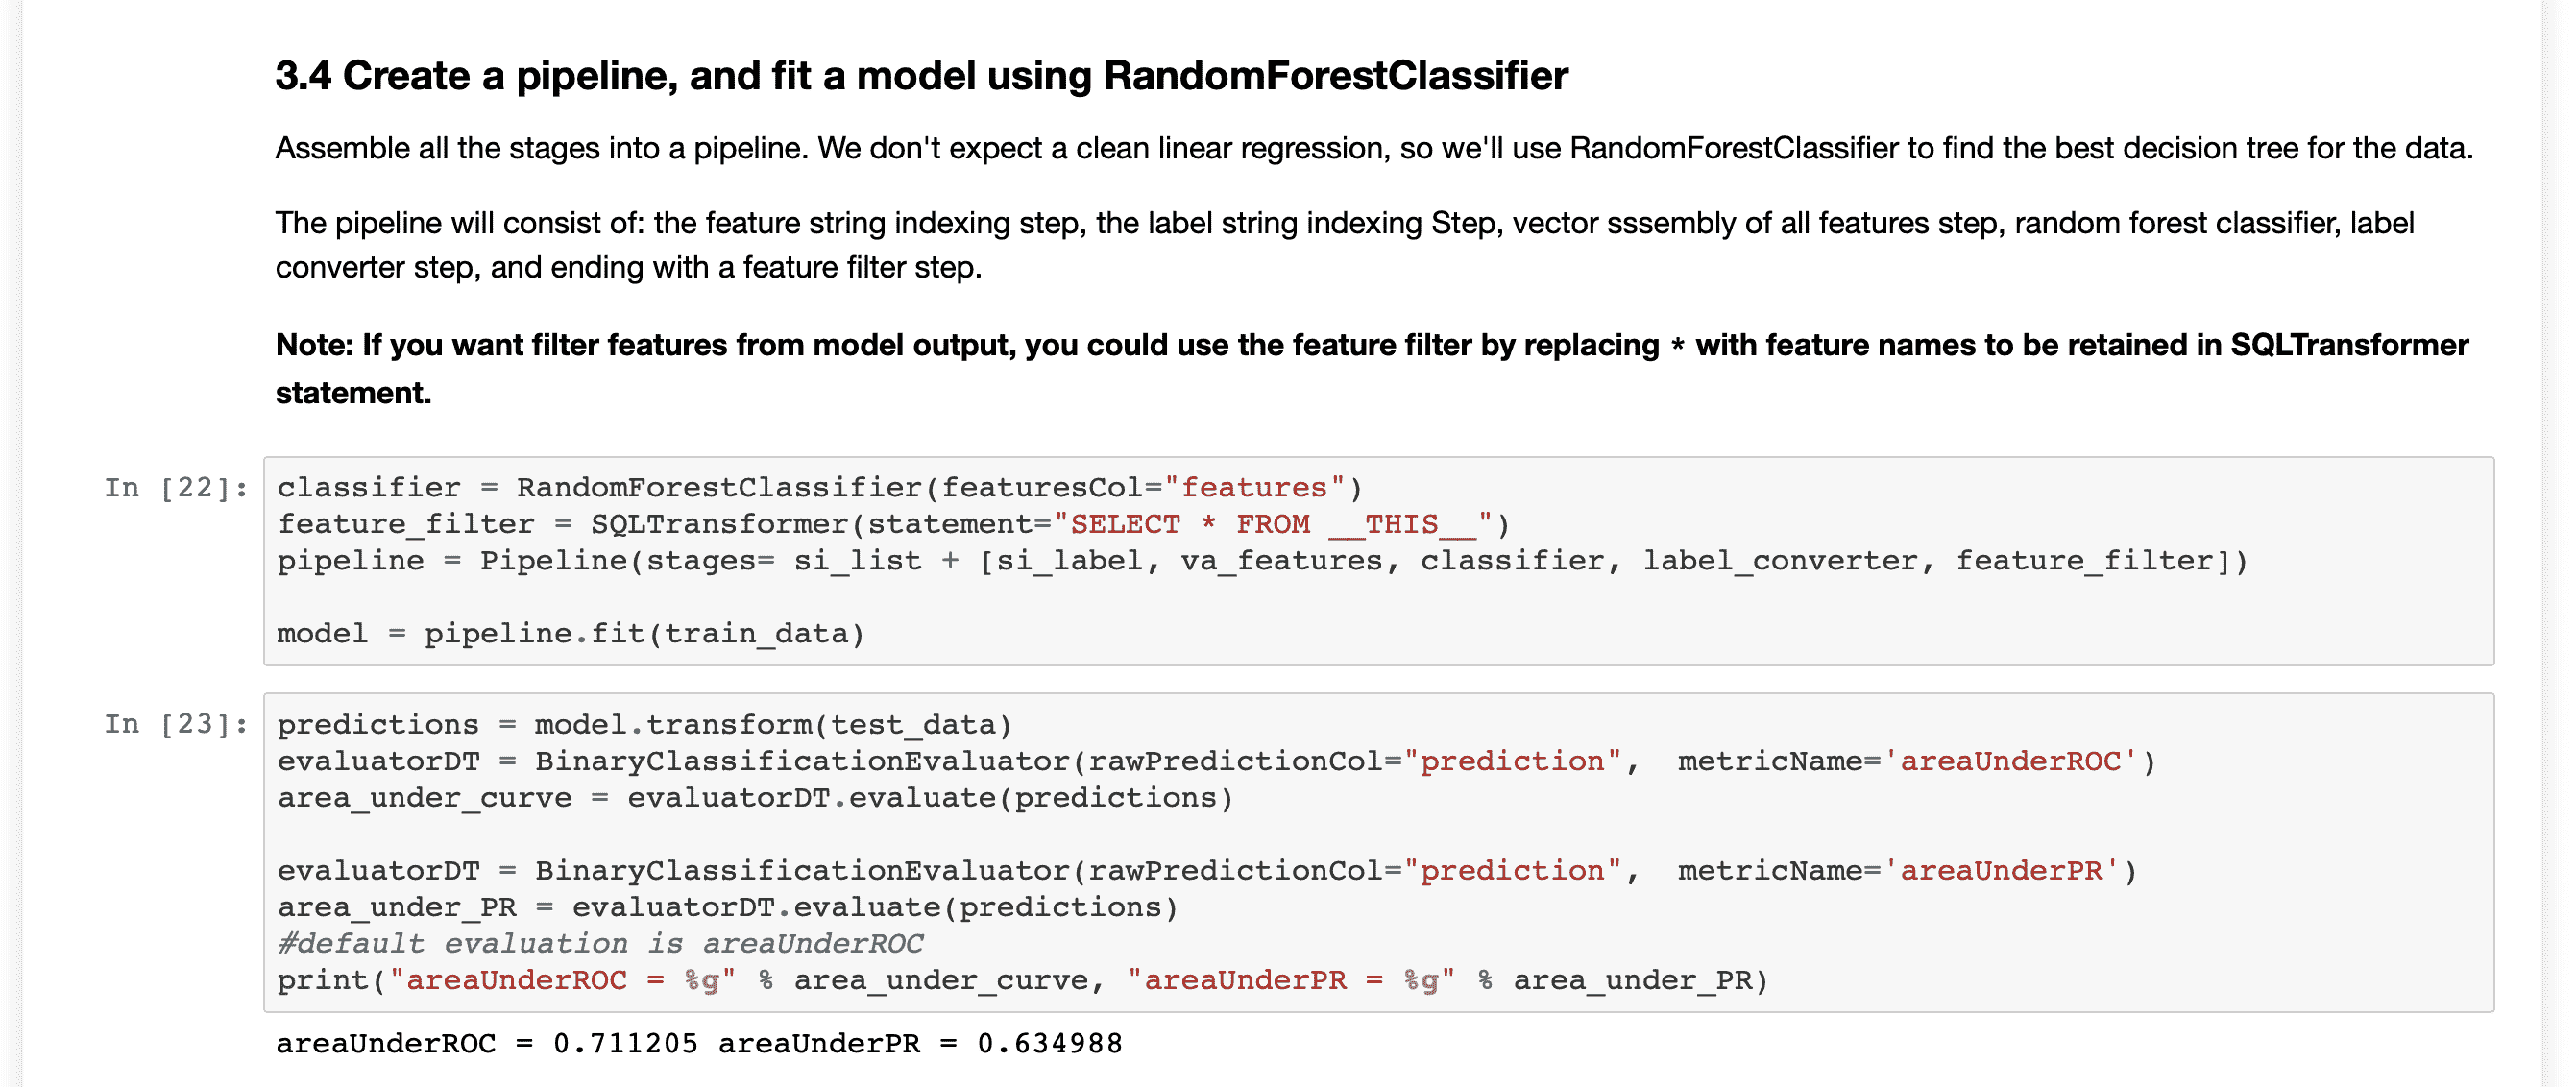 3.4 Create a pipeline, and fit a model using RandomForestClassifier
Assemble all the stages into a pipeline. We don't expect a clean linear regression, so we'll use RandomForestClassifier to find the best decision tree for the data.
The pipeline will consist of: the feature string indexing step, the label string indexing Step, vector sssembly of all features step, random forest classifier, label
converter step, and ending with a feature filter step.
Note: If you want filter features from model output, you could use the feature filter by replacing * with feature names to be retained in SQLTransformer
statement.
In [22]: classifier = RandomForestClassifier(featuresCol="features")
feature_filter = SQLTransformer(statement="SELECT * FROM __THIS__")
pipeline = Pipeline(stages= si_list + [si_label, va_features, classifier, label_converter, feature_filter])
model = pipeline.fit(train_data)
In [23]: predictions = model.transform(test_data)
evaluatorDT = BinaryClassificationEvaluator(rawPredictionCol="prediction",  metricName='areaUnderROC')
area_under_curve = evaluatorDT.evaluate(predictions)
evaluatorDT = BinaryClassificationEvaluator(rawPredictionCol="prediction",  metricName='areaUnderPR')
area_under_PR = evaluatorDT.evaluate(predictions)
#default evaluation is areaUnderROC
print("areaUnderROC = %g" % area_under_curve, "areaUnderPR = %g" % area_under_PR)
areaUnderROC = 0.711205 areaUnderPR = 0.634988